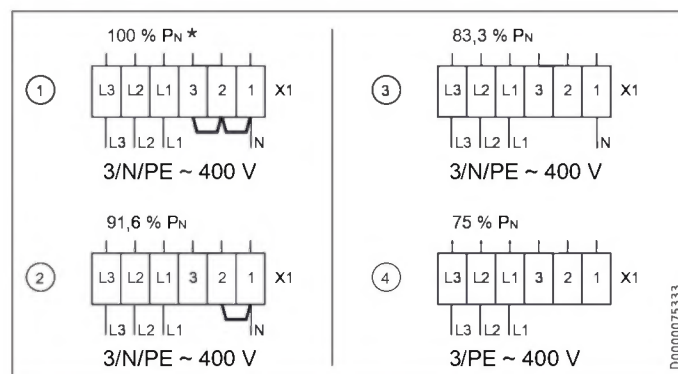 100 % PN *
1
L3 L2 L1 3 2 1 X1
L3 L2 L1 N
3/N/PE ~ 400 V
91,6 % PN
2
L3 L2 L1 3 2 1 X1
L3 L2 L1 N
3/N/PE ~ 400 V
83,3 % PN
3
L3 L2 L1 3 2 1 X1
L3 L2 L1 N
3/N/PE ~ 400 V
75 % PN
4
L3 L2 L1 3 2 1 X1
L3 L2 L1
3/PE ~ 400 V
D0000075333